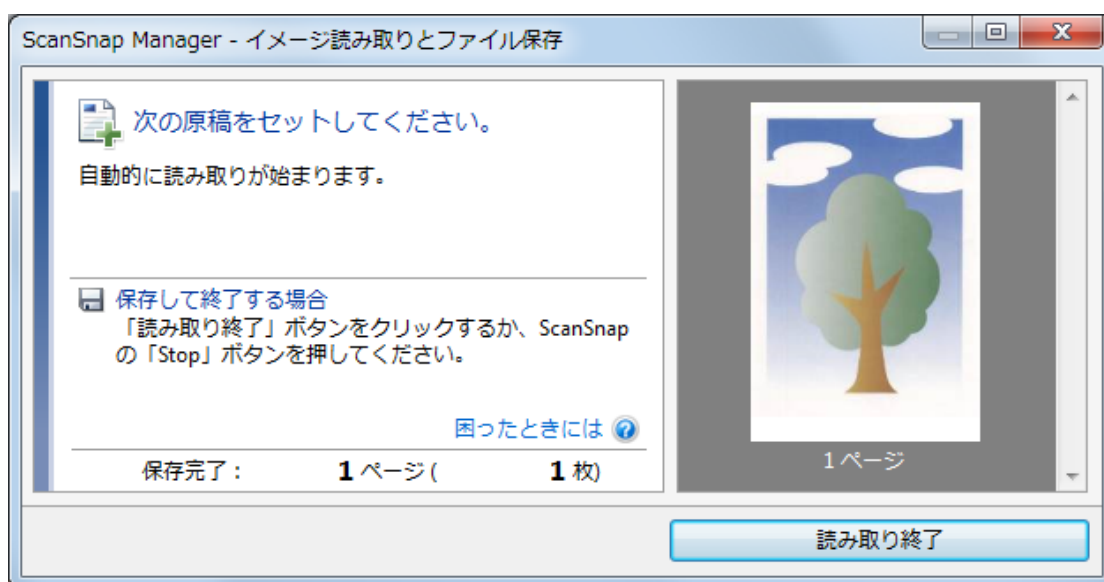 ScanSnap Manager - イメージ読み取りとファイル保存
次の原稿をセットしてください。
自動的に読み取りが始まります。
保存して終了する場合
「読み取り終了」ボタンをクリックするか、ScanSnap
の「Stop」ボタンを押してください。
困ったときには
保存完了： 1 ページ ( 1 枚)
1 ページ
読み取り終了